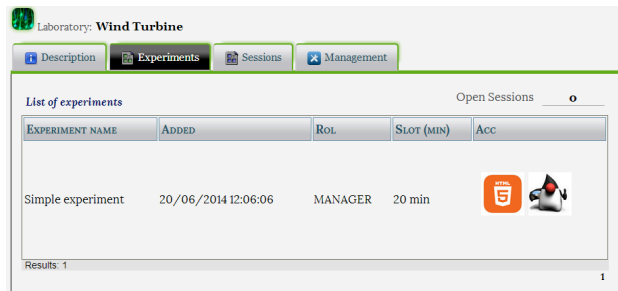 Laboratory: Wind Turbine
Description Experiments Sessions Management
List of experiments Open Sessions 0
EXPERIMENT NAME ADDED ROL SLOT (MIN) ACC
HTML
5
Simple experiment 20/06/2014 12:06:06 MANAGER 20 min
Results: 1
1